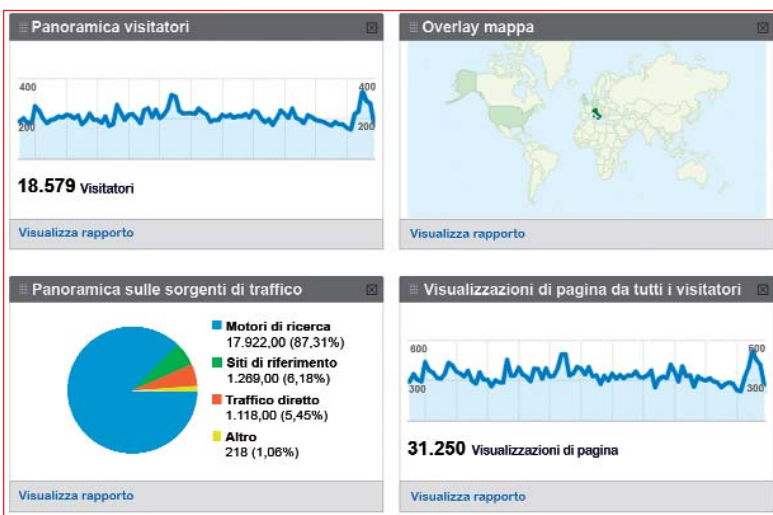 Panoramica visitatori
400
400
200
200
18.579 Visitatori
Visualizza rapporto
Overlay mappa
Visualizza rapporto
Panoramica sulle sorgenti di traffico
Motori di ricerca
17.922,00 (87,31%)
Siti di riferimento
1.269,00 (6,18%)
Traffico diretto
1.118,00 (5,45%)
Altro
218 (1,06%)
Visualizza rapporto
Visualizzazioni di pagina da tutti i visitatori
600
600
300
300
31.250 Visualizzazioni di pagina
Visualizza rapporto